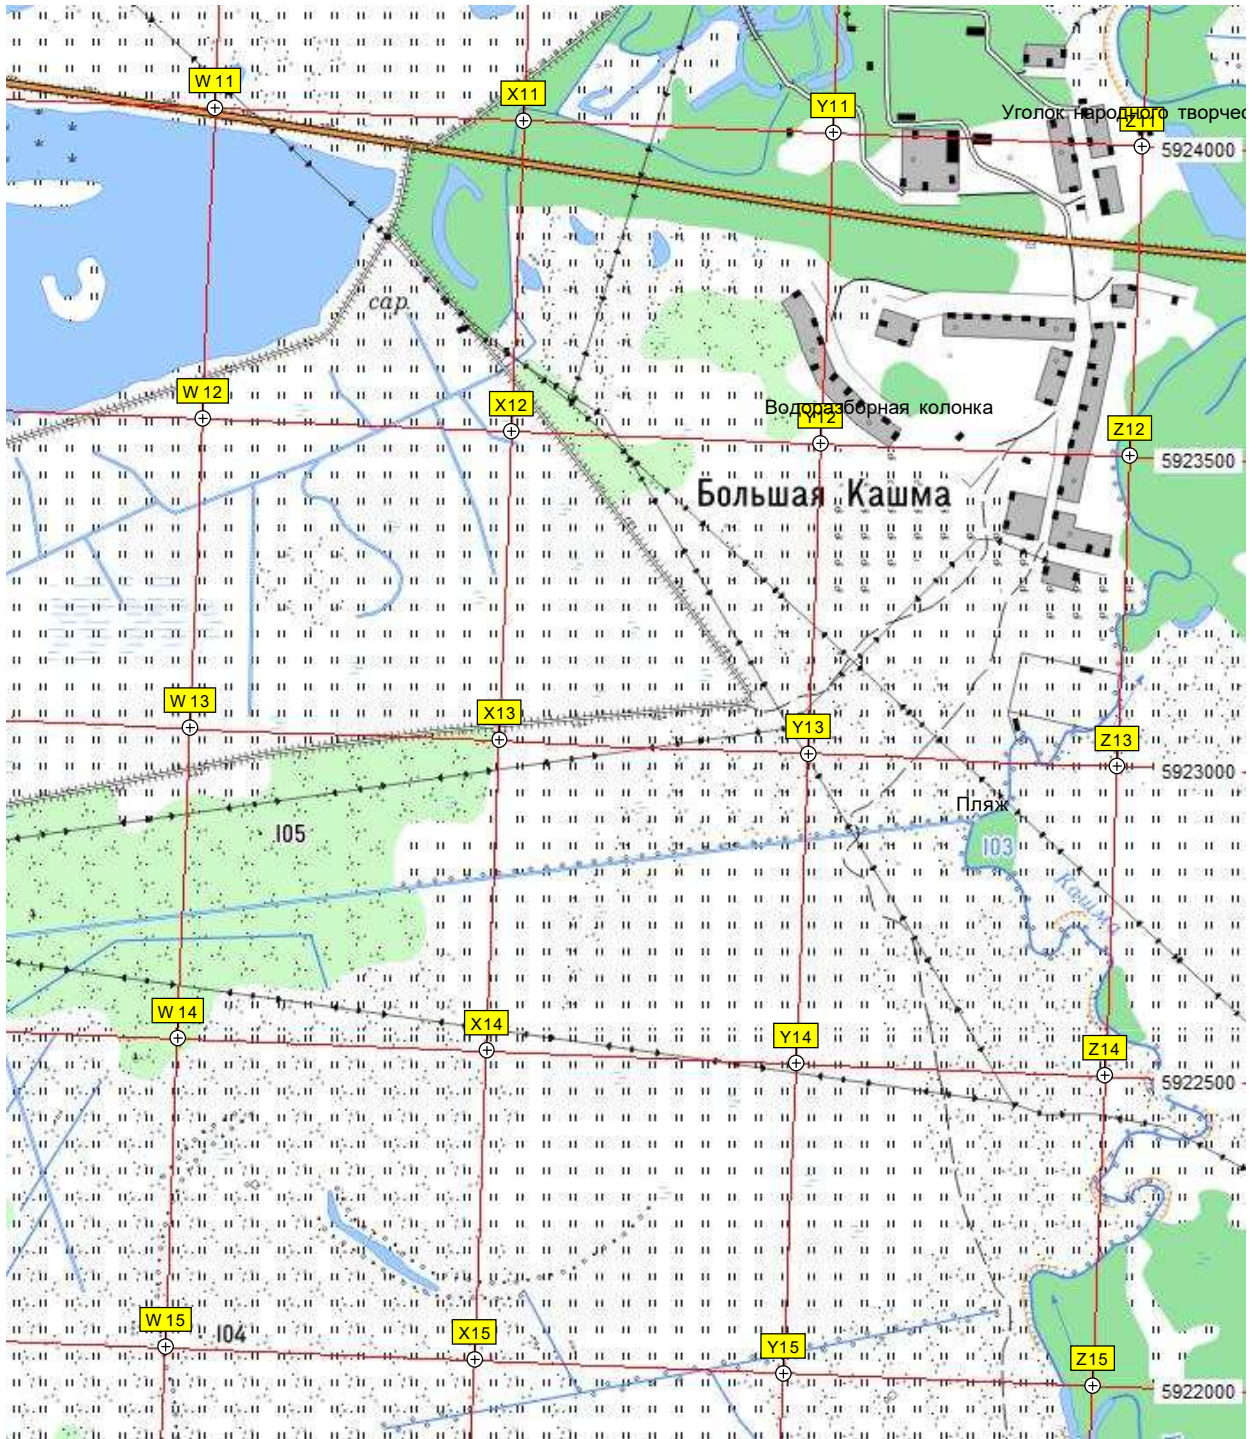 W 11
X11
Y11
Уголок народного творчес
Z11
5924000
сар.
W 12
X12
Водоразборная колонка
Y12
Z12
5923500
Большая Кашма
W 13
X13
Y13
Z13
5923000
Пляж
105
103
Кашма
W 14
X14
Y14
Z14
5922500
W 15
104
X15
Y15
Z15
5922000